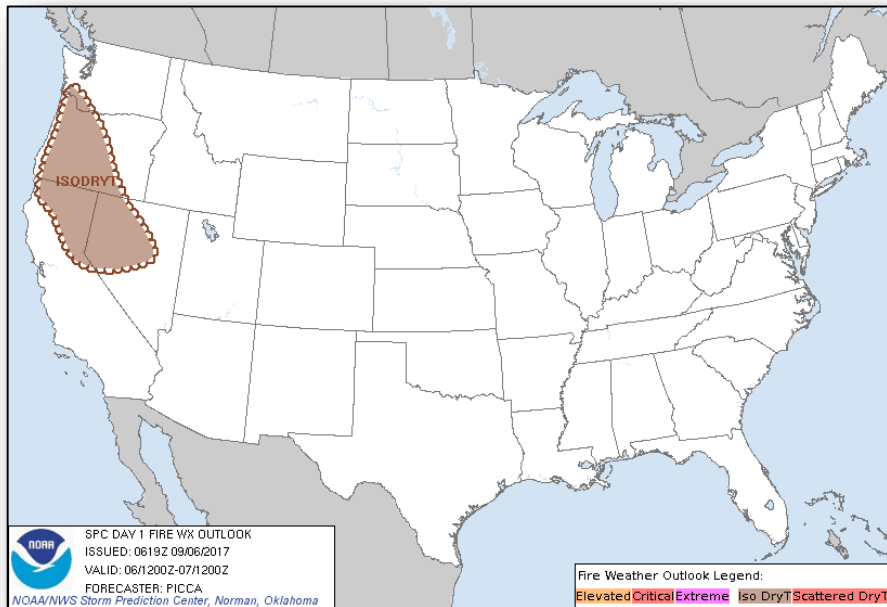 ISODRYT
NOAA
SPC DAY 1 FIRE WX OUTLOOK
ISSUED: 0619Z 09/06/2017
VALID: 06/1200Z-07/1200Z
FORECASTER: PICCA
NOAA/NWS Storm Prediction Center, Norman, Oklahoma
Fire Weather Outlook Legend:
Elevated Critical Extreme Iso DryT Scattered DryT